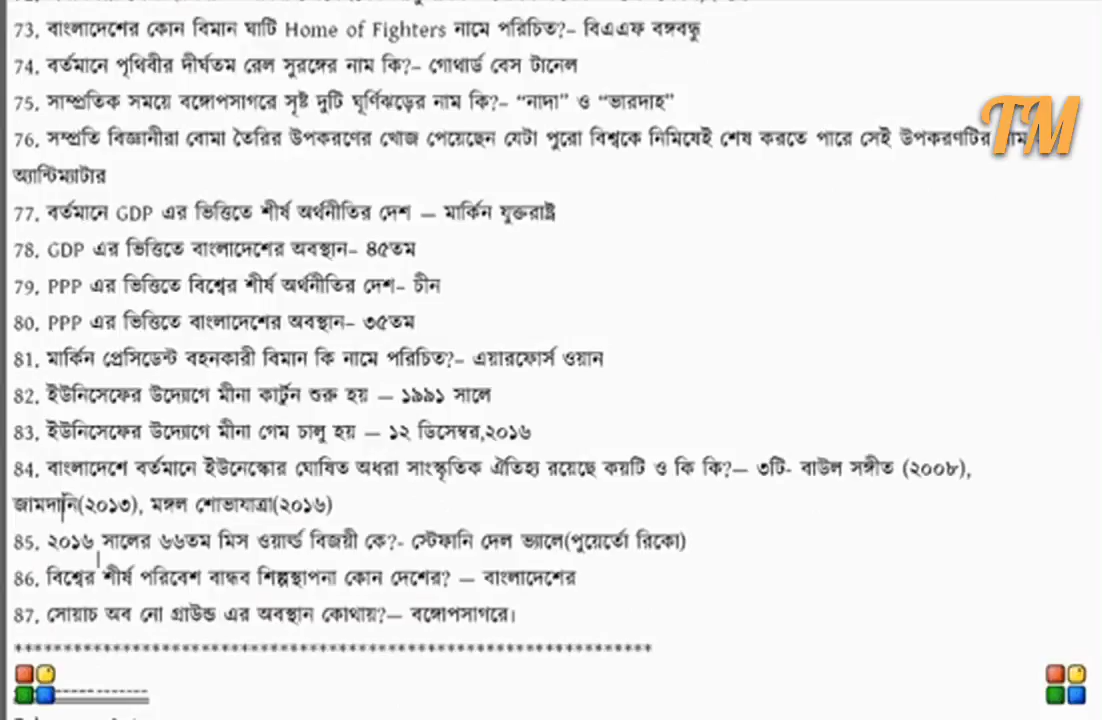 73. বাংলাদেশের কোন বিমান ঘাটি Home of Fighters নামে পরিচিত?– বিএএফ বঙ্গবন্ধু
74. বর্তমানে পৃথিবীর দীর্ঘতম রেল সুরঙ্গের নাম কি?– গোথার্ড বেস টানেল
75. সাম্প্রতিক সময়ে বঙ্গোপসাগরে সৃষ্ট দুটি ঘূর্ণিঝড়ের নাম কি?– “নাদা” ও “ভারদাহ”
76. সম্প্রতি বিজ্ঞানীরা বোমা তৈরির উপকরণের খোজ পেয়েছেন যেটা পুরো বিশ্বকে নিমিষেই শেষ করতে পারে সেই উপকরণটির নাম
TM
অ্যান্টিম্যাটার
77. বর্তমানে GDP এর ভিত্তিতে শীর্ষ অর্থনীতির দেশ – মার্কিন যুক্তরাষ্ট্র
78. GDP এর ভিত্তিতে বাংলাদেশের অবস্থান– ৪৫তম
79. PPP এর ভিত্তিতে বিশ্বের শীর্ষ অর্থনীতির দেশ– চীন
80. PPP এর ভিত্তিতে বাংলাদেশের অবস্থান– ৩৫তম
81. মার্কিন প্রেসিডেন্ট বহনকারী বিমান কি নামে পরিচিত?– এয়ারফোর্স ওয়ান
82. ইউনিসেফের উদ্যোগে মীনা কার্টুন শুরু হয় – ১৯৯১ সালে
83. ইউনিসেফের উদ্যোগে মীনা গেম চালু হয় – ১২ ডিসেম্বর,২০১৬
84. বাংলাদেশে বর্তমানে ইউনেস্কোর ঘোষিত অধরা সাংস্কৃতিক ঐতিহ্য রয়েছে কয়টি ও কি কি?– ৩টি- বাউল সঙ্গীত (২০০৮),
জামদানি(২০১৩), মঙ্গল শোভাযাত্রা(২০১৬)
85. ২০১৬ সালের ৬৬তম মিস ওয়ার্ল্ড বিজয়ী কে?- স্টেফানি দেল ভ্যালে(পুয়ের্তো রিকো)
86. বিশ্বের শীর্ষ পরিবেশ বান্ধব শিল্পস্থাপনা কোন দেশের? – বাংলাদেশের
87. সোয়াচ অব নো গ্রাউন্ড এর অবস্থান কোথায়?– বঙ্গোপসাগরে।